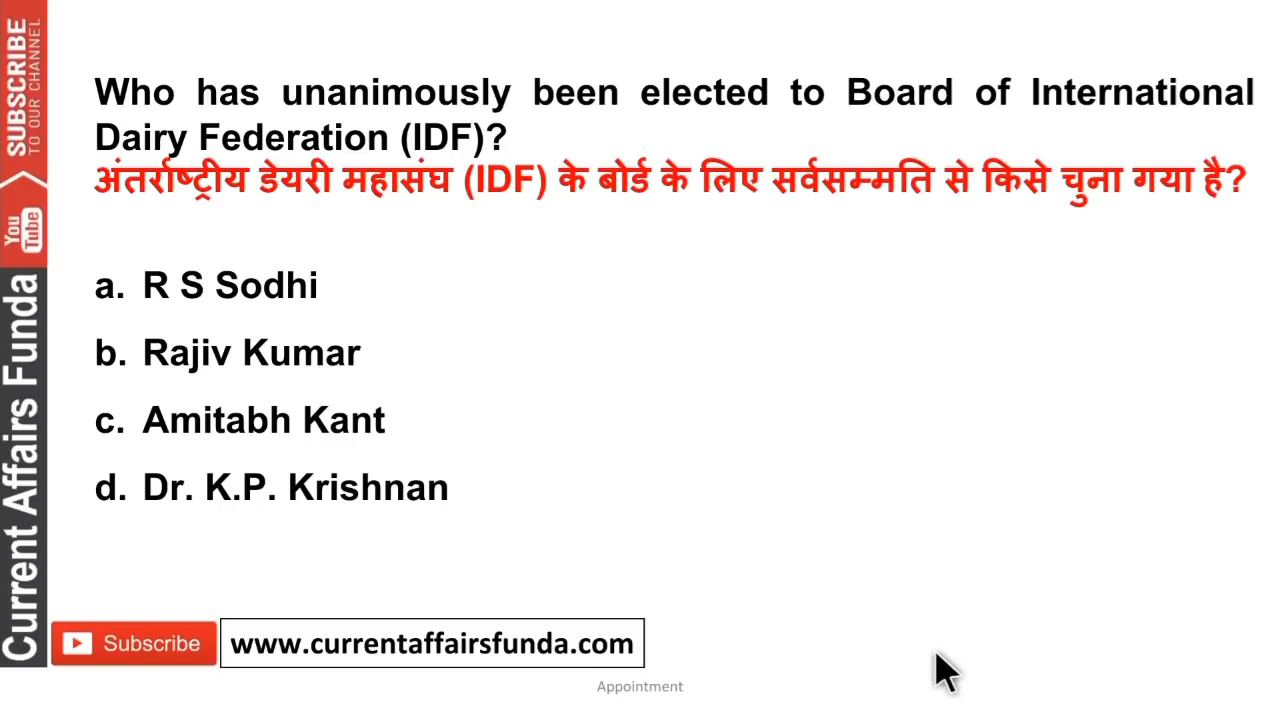 Who has unanimously been elected to Board of International
Dairy Federation (IDF)?
अंतर्राष्ट्रीय डेयरी महासंघ (IDF) के बोर्ड के लिए सर्वसम्मति से किसे चुना गया है?
a. R S Sodhi
b. Rajiv Kumar
c. Amitabh Kant
d. Dr. K.P. Krishnan
SUBSCRIBE
TO OUR CHANNEL
You
Tube
Current Affairs Funda
Subscribe
www.currentaffairsfunda.com
Appointment